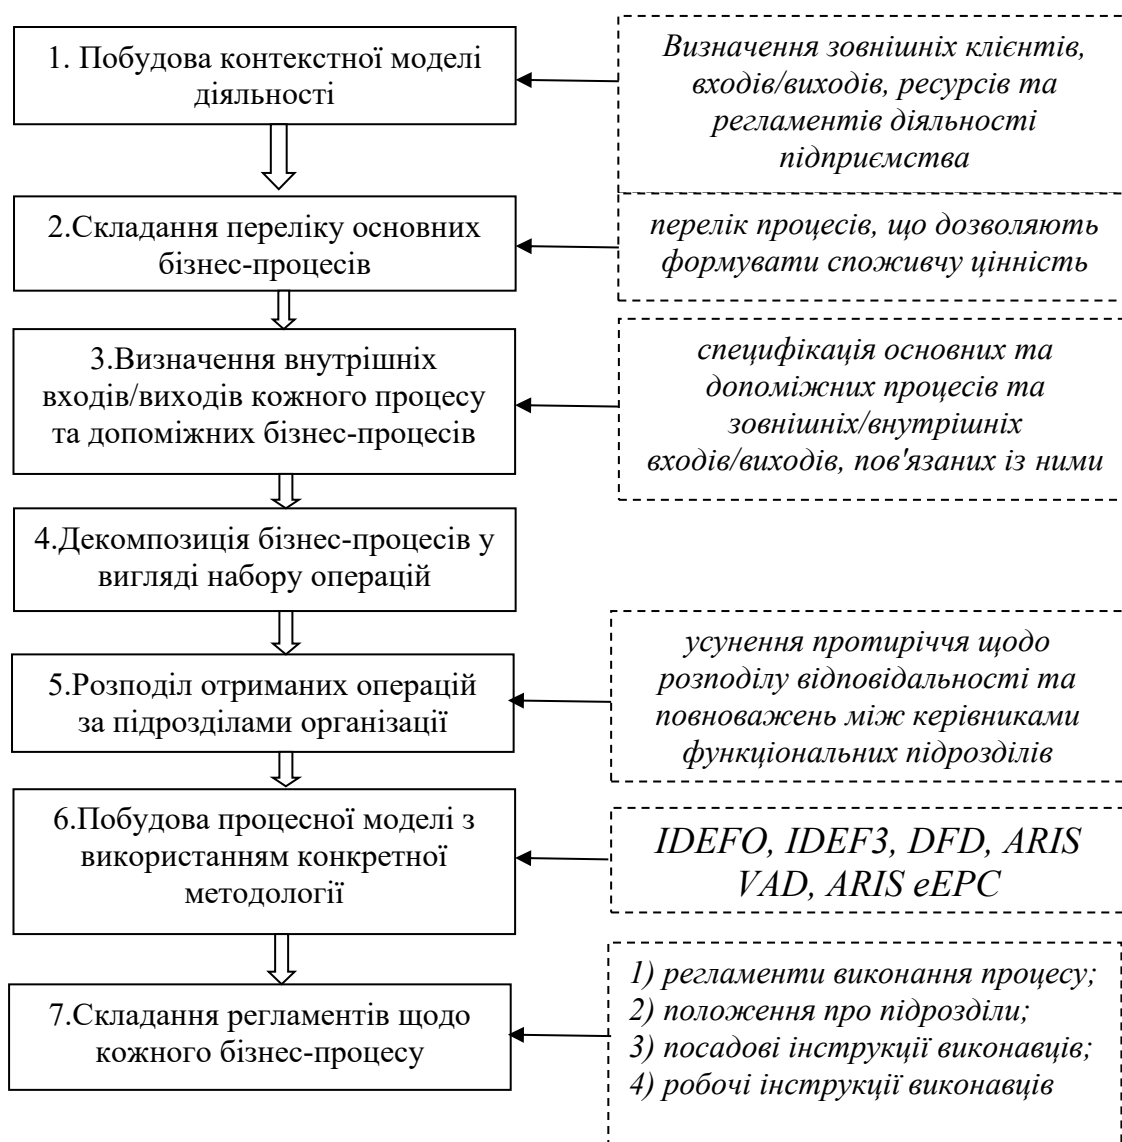 1. Побудова контекстної моделі
діяльності
Визначення зовнішніх клієнтів,
входів/виходів, ресурсів та
регламентів діяльності
підприємства
2.Складання переліку основних
бізнес-процесів
перелік процесів, що дозволяють
формувати споживчу цінність
3.Визначення внутрішніх
входів/виходів кожного процесу
та допоміжних бізнес-процесів
специфікація основних та
допоміжних процесів та
зовнішніх/внутрішніх
входів/виходів, пов'язаних із ними
4.Декомпозиція бізнес-процесів у
вигляді набору операцій
5.Розподіл отриманих операцій
за підрозділами організації
усунення протиріччя щодо
розподілу відповідальності та
повноважень між керівниками
функціональних підрозділів
6.Побудова процесної моделі з
використанням конкретної
методології
IDEFO, IDEF3, DFD, ARIS
VAD, ARIS eEPC
7.Складання регламентів щодо
кожного бізнес-процесу
1) регламенти виконання процесу;
2) положення про підрозділи;
3) посадові інструкції виконавців;
4) робочі інструкції виконавців